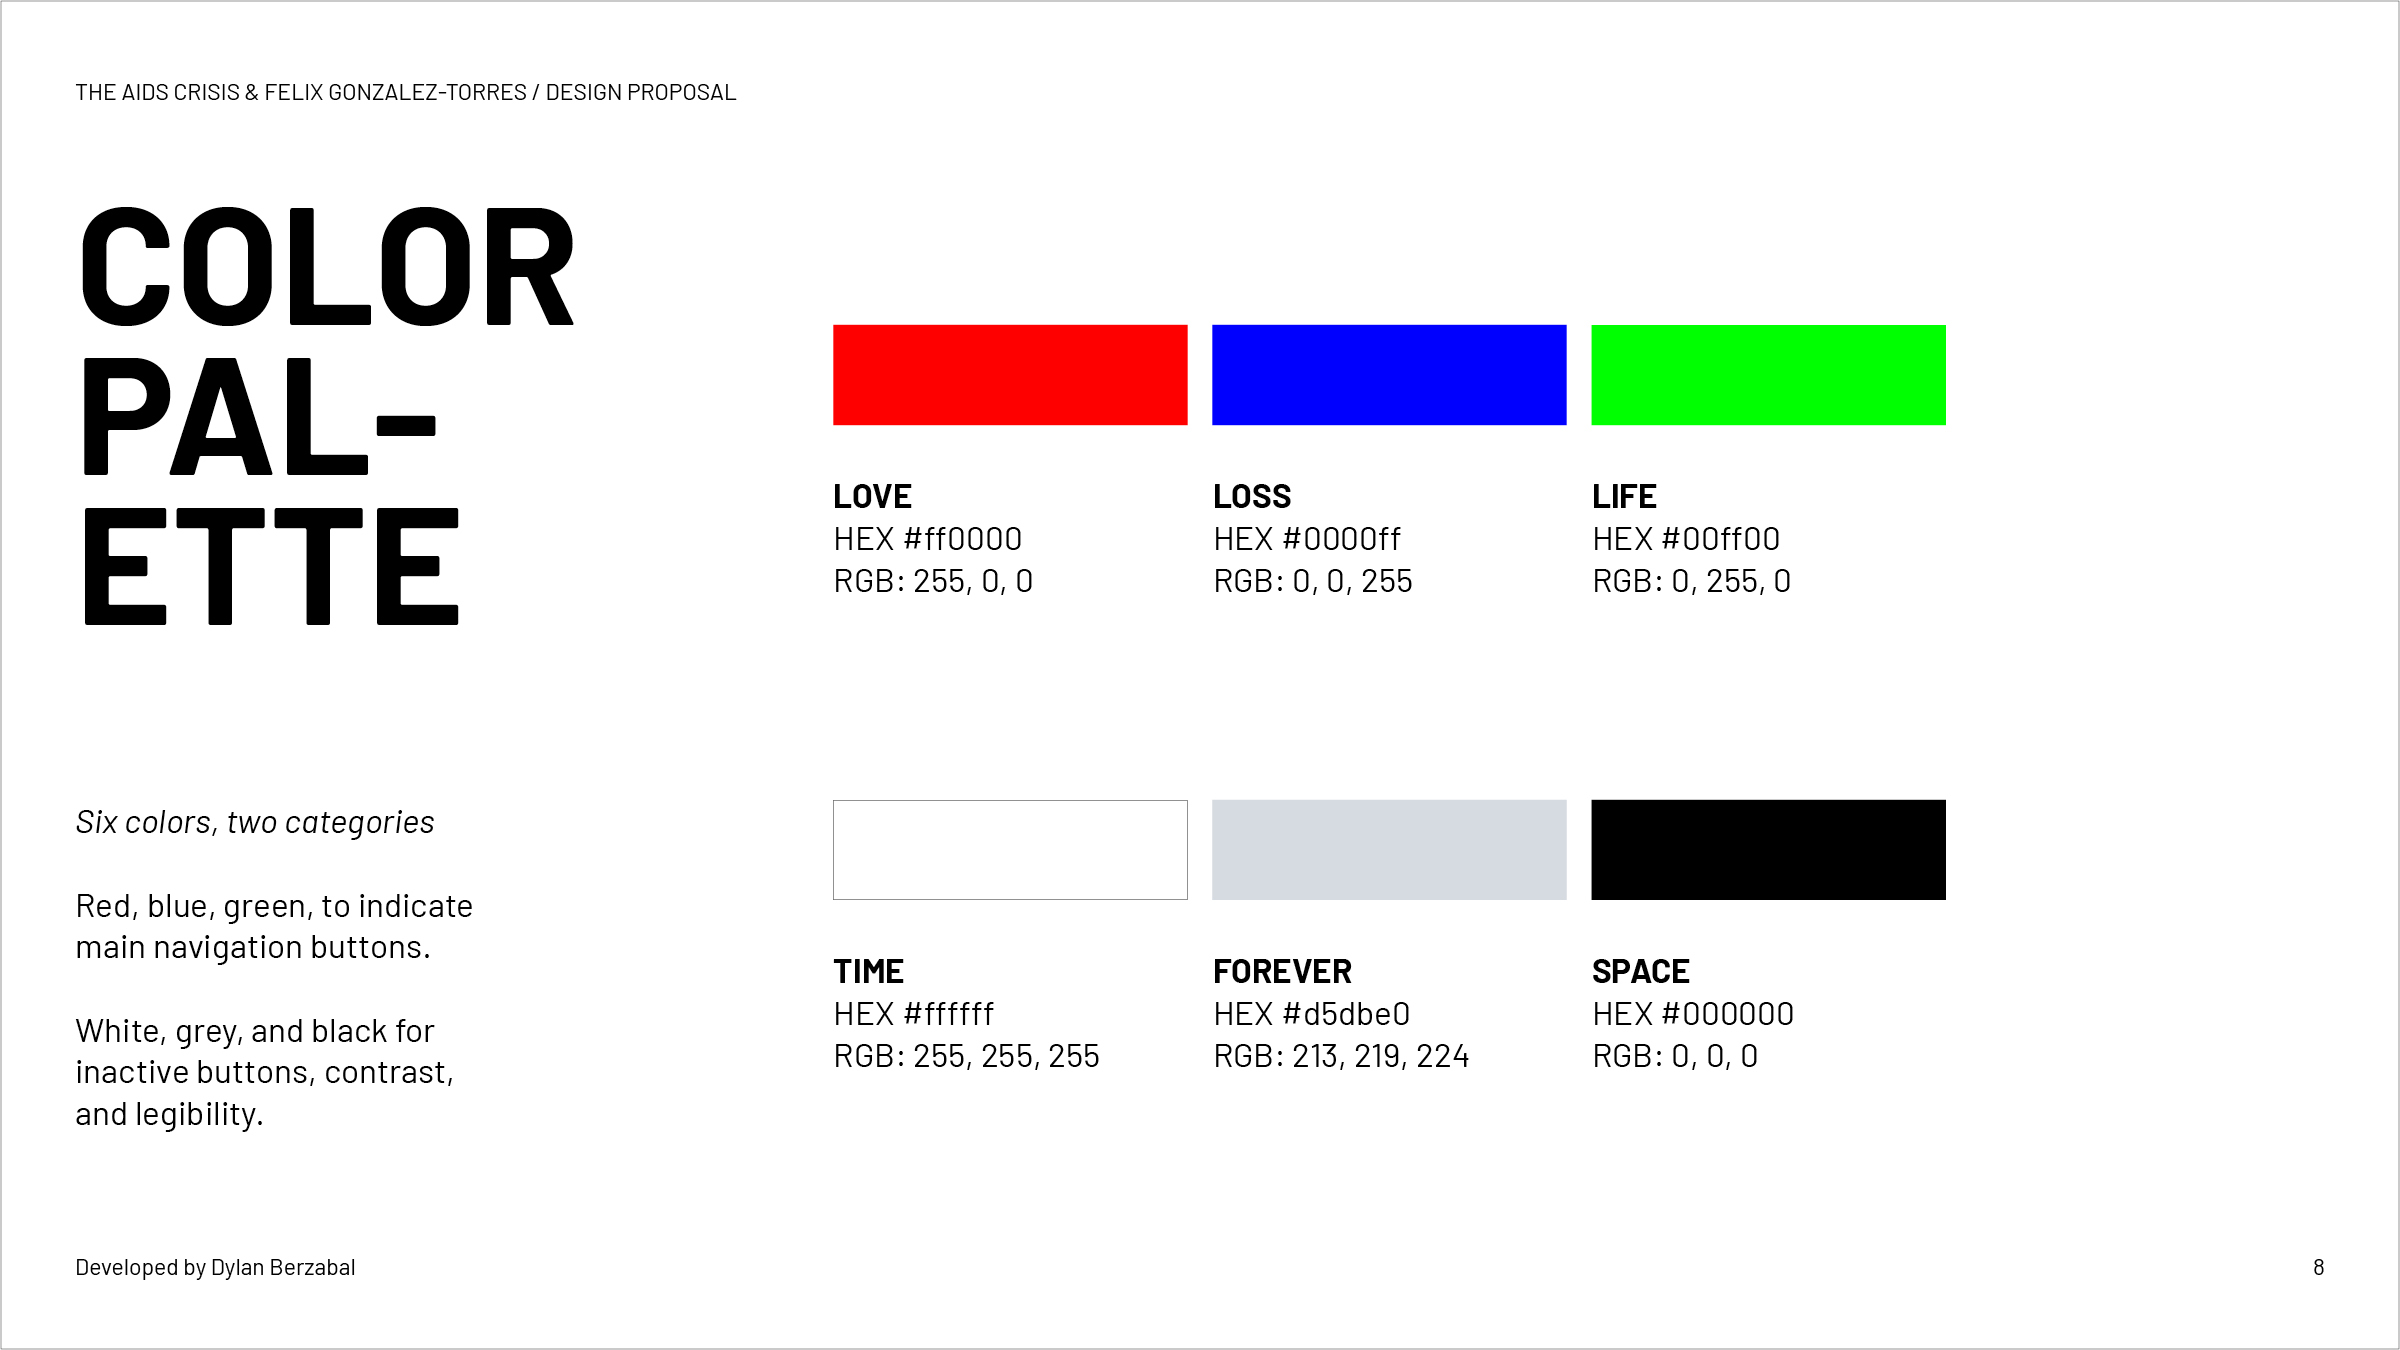 THE AIDS CRISIS & FELIX GONZALEZ-TORRES / DESIGN PROPOSAL
COLOR
PAL-
ETTE
Six colors, two categories
Red, blue, green, to indicate
main navigation buttons.
White, grey, and black for
inactive buttons, contrast,
and legibility.
LOVE
HEX #ff0000
RGB: 255, 0, 0
LOSS
HEX #0000ff
RGB: 0, 0, 255
LIFE
HEX #00ff00
RGB: 0, 255, 0
TIME
HEX #ffffff
RGB: 255, 255, 255
FOREVER
HEX #d5dbe0
RGB: 213, 219, 224
SPACE
HEX #000000
RGB: 0, 0, 0
Developed by Dylan Berzabal
8